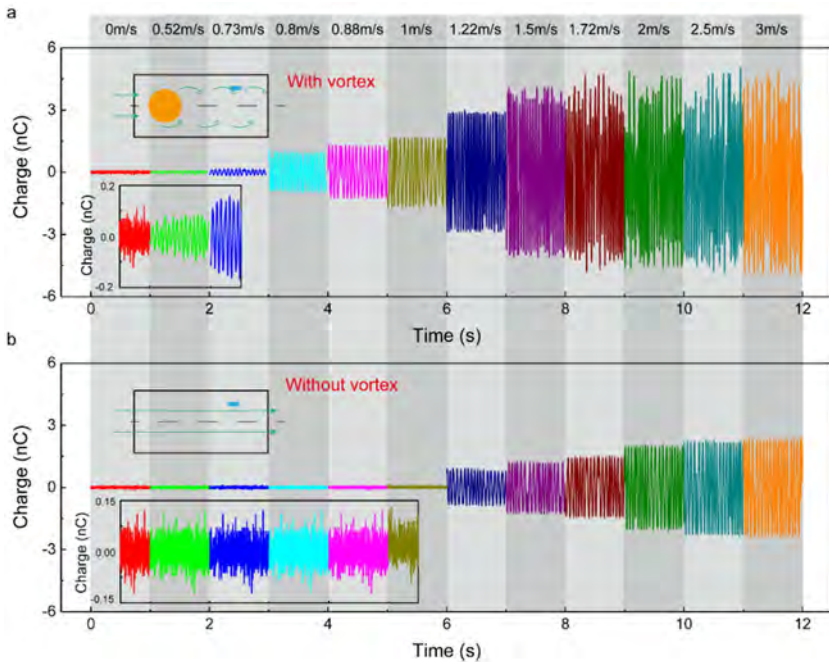 a
0m/s 0.52m/s 0.73m/s 0.8m/s 0.88m/s 1m/s 1.22m/s 1.5m/s 1.72m/s 2m/s 2.5m/s 3m/s
6
3
0
-3
-6
Charge (nC)
With vortex
0.2
0.0
-0.2
Charge (nC)
0 2 4 6 8 10 12
Time (s)
b
6
3
0
-3
-6
Charge (nC)
Without vortex
0.15
0.00
-0.15
Charge (nC)
0 2 4 6 8 10 12
Time (s)